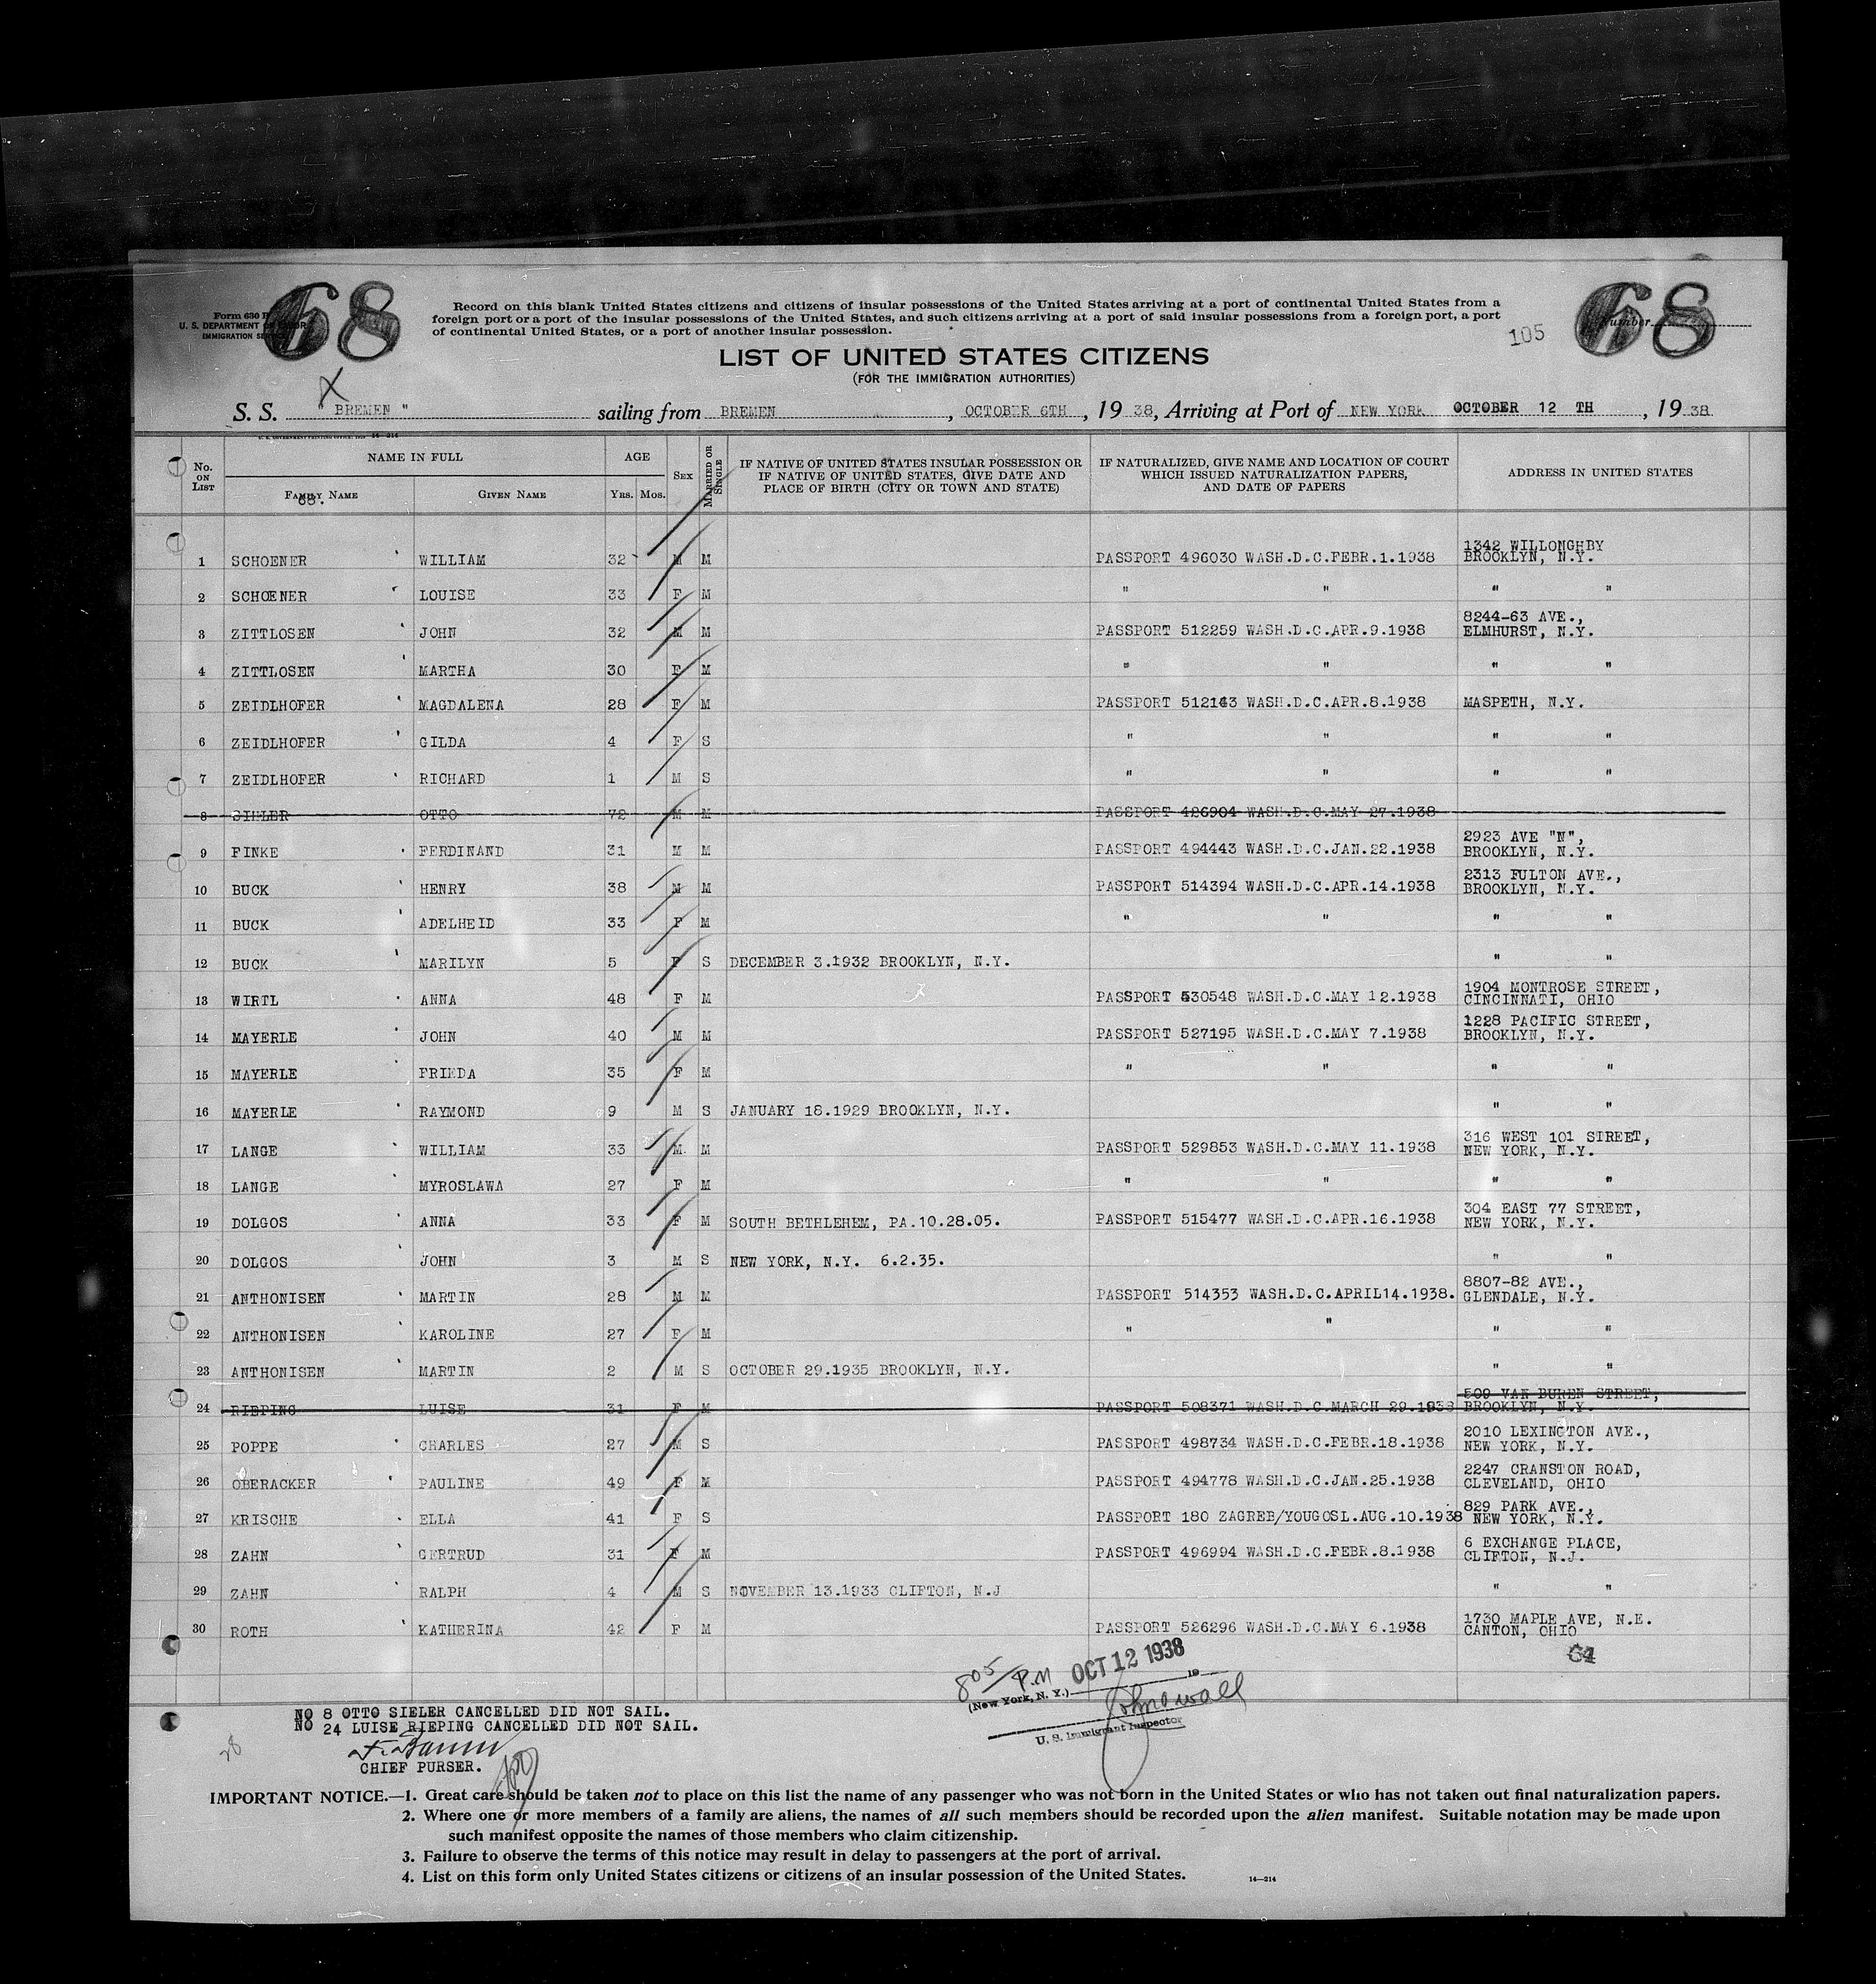 68
68
Form 630 B
U. S. DEPARTMENT OF LABOR
IMMIGRATION SERVICE
Record on this blank United States citizens and citizens of insular possessions of the United States arriving at a port of continental United States from a
foreign port or a port of the insular possessions of the United States, and such citizens arriving at a port of said insular possessions from a foreign port, a port
of continental United States, or a port of another insular possession.
105
Number
LIST OF UNITED STATES CITIZENS
(FOR THE IMMIGRATION AUTHORITIES)
X
S. S. " BREMEN " sailing from BREMEN , OCTOBER 6TH , 19 38, Arriving at Port of NEW YORK OCTOBER 12 TH , 19 38
U. S. GOVERNMENT PRINTING OFFICE 14—214
No. ON LIST NAME IN FULL FAMILY NAME GIVEN NAME AGE YRS. MOS. SEX MARRIED OR SINGLE IF NATIVE OF UNITED STATES INSULAR POSSESSION OR IF NATIVE OF UNITED STATES, GIVE DATE AND PLACE OF BIRTH (CITY OR TOWN AND STATE) IF NATURALIZED, GIVE NAME AND LOCATION OF COURT WHICH ISSUED NATURALIZATION PAPERS, AND DATE OF PAPERS ADDRESS IN UNITED STATES
68.
1 SCHOENER WILLIAM 32 M M PASSPORT 496030 WASH.D.C.FEBR.1.1938 1342 WILLONGHBY BROOKLYN, N.Y.
2 SCHOENER LOUISE 33 F M " " " "
3 ZITTLOSEN JOHN 32 M M PASSPORT 512259 WASH.D.C.APR.9.1938 8244-63 AVE., ELMHURST, N.Y.
4 ZITTLOSEN MARTHA 30 F M " " " "
5 ZEIDLHOFER MAGDALENA 28 F M PASSPORT 512143 WASH.D.C.APR.8.1938 MASPETH, N.Y.
6 ZEIDLHOFER GILDA 4 F S " " " "
7 ZEIDLHOFER RICHARD 1 M S " " " "
8 SIELER OTTO 72 M M PASSPORT 426904 WASH.D.C.MAY 27.1938
9 FINKE FERDINAND 31 M M PASSPORT 494443 WASH.D.C.JAN.22.1938 2923 AVE "N", BROOKLYN, N.Y.
10 BUCK HENRY 38 M M PASSPORT 514394 WASH.D.C.APR.14.1938 2313 FULTON AVE., BROOKLYN, N.Y.
11 BUCK ADELHEID 33 F M " " " "
12 BUCK MARILYN 5 F S DECEMBER 3.1932 BROOKLYN, N.Y. " "
13 WIRTL ANNA 48 F M PASSPORT 530548 WASH.D.C.MAY 12.1938 1904 MONTROSE STREET, CINCINNATI, OHIO
14 MAYERLE JOHN 40 M M PASSPORT 527195 WASH.D.C.MAY 7.1938 1228 PACIFIC STREET, BROOKLYN, N.Y.
15 MAYERLE FRIEDA 35 F M " " " "
16 MAYERLE RAYMOND 9 M S JANUARY 18.1929 BROOKLYN, N.Y. " "
17 LANGE WILLIAM 33 M M PASSPORT 529853 WASH.D.C.MAY 11.1938 316 WEST 101 STREET, NEW YORK, N.Y.
18 LANGE MYROSLAWA 27 F M " " " "
19 DOLGOS ANNA 33 F M SOUTH BETHLEHEM, PA.10.28.05. PASSPORT 515477 WASH.D.C.APR.16.1938 304 EAST 77 STREET, NEW YORK, N.Y.
20 DOLGOS JOHN 3 M S NEW YORK, N.Y. 6.2.35. " "
21 ANTHONISEN MARTIN 28 M M PASSPORT 514353 WASH.D.C.APRIL14.1938. 8807-82 AVE., GLENDALE, N.Y.
22 ANTHONISEN KAROLINE 27 F M " " " "
23 ANTHONISEN MARTIN 2 M S OCTOBER 29.1935 BROOKLYN, N.Y. " "
24 RIEPING LUISE 31 F M PASSPORT 508371 WASH.D.C.MARCH 29.1938 509 VAN BUREN STREET, BROOKLYN, N.Y.
25 POPPE CHARLES 27 M S PASSPORT 498734 WASH.D.C.FEBR.18.1938 2010 LEXINGTON AVE., NEW YORK, N.Y.
26 OBERACKER PAULINE 49 F M PASSPORT 494778 WASH.D.C.JAN.25.1938 2247 CRANSTON ROAD, CLEVELAND, OHIO
27 KRISCHE ELLA 41 F S PASSPORT 180 ZAGREB/YOUGOSL.AUG.10.1938 829 PARK AVE., NEW YORK, N.Y.
28 ZAHN GERTRUD 31 F M PASSPORT 496994 WASH.D.C.FEBR.8.1938 6 EXCHANGE PLACE, CLIFTON, N.J.
29 ZAHN RALPH 4 M S NOVEMBER 13.1933 CLIFTON, N.J " "
30 ROTH KATHERINA 42 F M PASSPORT 526296 WASH.D.C.MAY 6.1938 1730 MAPLE AVE, N.E. CANTON, OHIO
805 P.M OCT 12 1938
(New York, N. Y.) 19
U. S. Immigrant Inspector
NO 8 OTTO SIELER CANCELLED DID NOT SAIL.
NO 24 LUISE RIEPING CANCELLED DID NOT SAIL.
28
CHIEF PURSER.
IMPORTANT NOTICE.—1. Great care should be taken not to place on this list the name of any passenger who was not born in the United States or who has not taken out final naturalization papers.
2. Where one or more members of a family are aliens, the names of all such members should be recorded upon the alien manifest. Suitable notation may be made upon
such manifest opposite the names of those members who claim citizenship.
3. Failure to observe the terms of this notice may result in delay to passengers at the port of arrival.
4. List on this form only United States citizens or citizens of an insular possession of the United States.
14—214